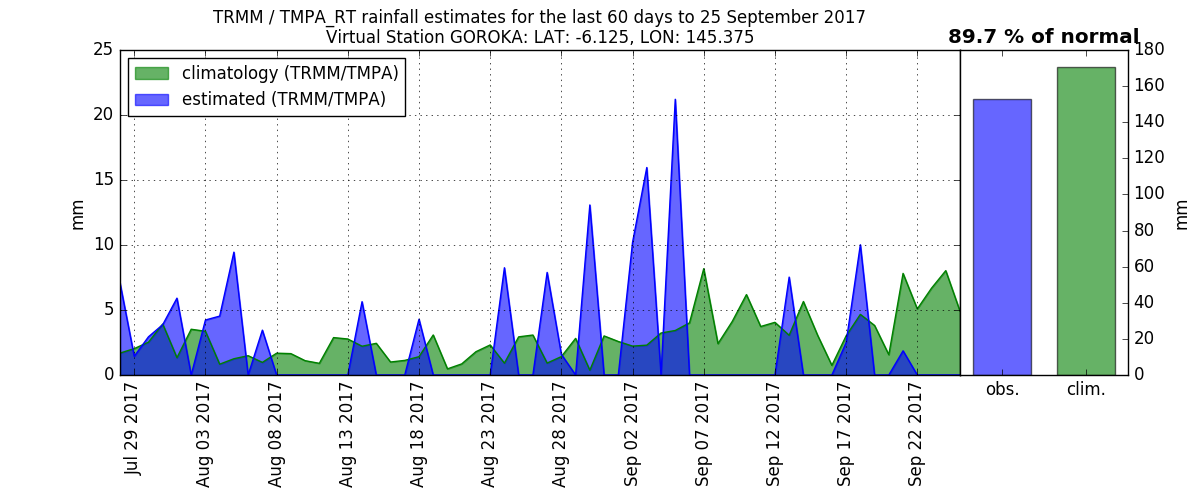 TRMM / TMPA_RT rainfall estimates for the last 60 days to 25 September 2017
Virtual Station GOROKA: LAT: -6.125, LON: 145.375
89.7 % of normal
climatology (TRMM/TMPA)
estimated (TRMM/TMPA)
25
20
15
10
5
0
mm
Jul 29 2017
Aug 03 2017
Aug 08 2017
Aug 13 2017
Aug 18 2017
Aug 23 2017
Aug 28 2017
Sep 02 2017
Sep 07 2017
Sep 12 2017
Sep 17 2017
Sep 22 2017
obs.
clim.
180
160
140
120
100
80
60
40
20
0
mm